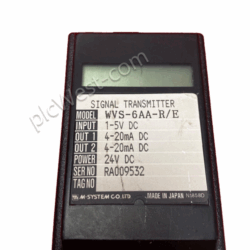 plcwest.com
SIGNAL TRANSMITTER
MODEL WVS-6AA-R/E
INPUT 1-5V DC
OUT 1 4-20mA DC
OUT 2 4-20mA DC
POWER 24V DC
SER NO RA009532
TAG NO
M-SYSTEM CO., LTD. MADE IN JAPAN